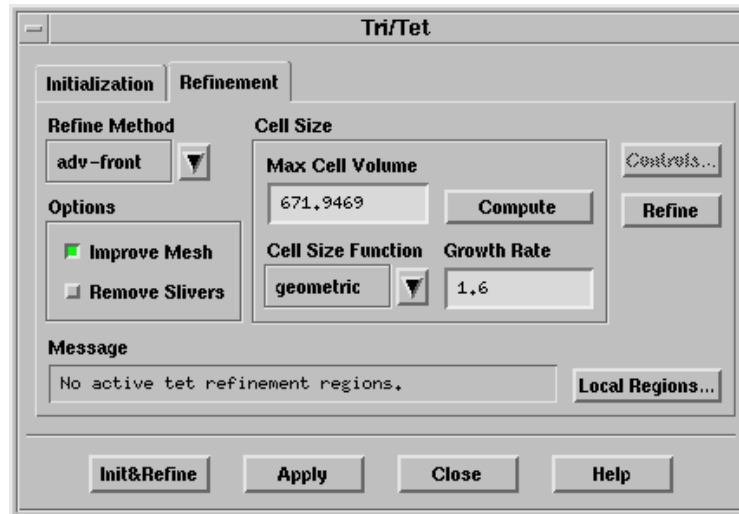 Tri/Tet
Initialization Refinement
Refine Method Cell Size
adv-front Max Cell Volume Controls...
671.9469 Compute Refine
Options
Improve Mesh Cell Size Function Growth Rate
Remove Slivers geometric 1.6
Message
No active tet refinement regions. Local Regions...
Init&Refine Apply Close Help